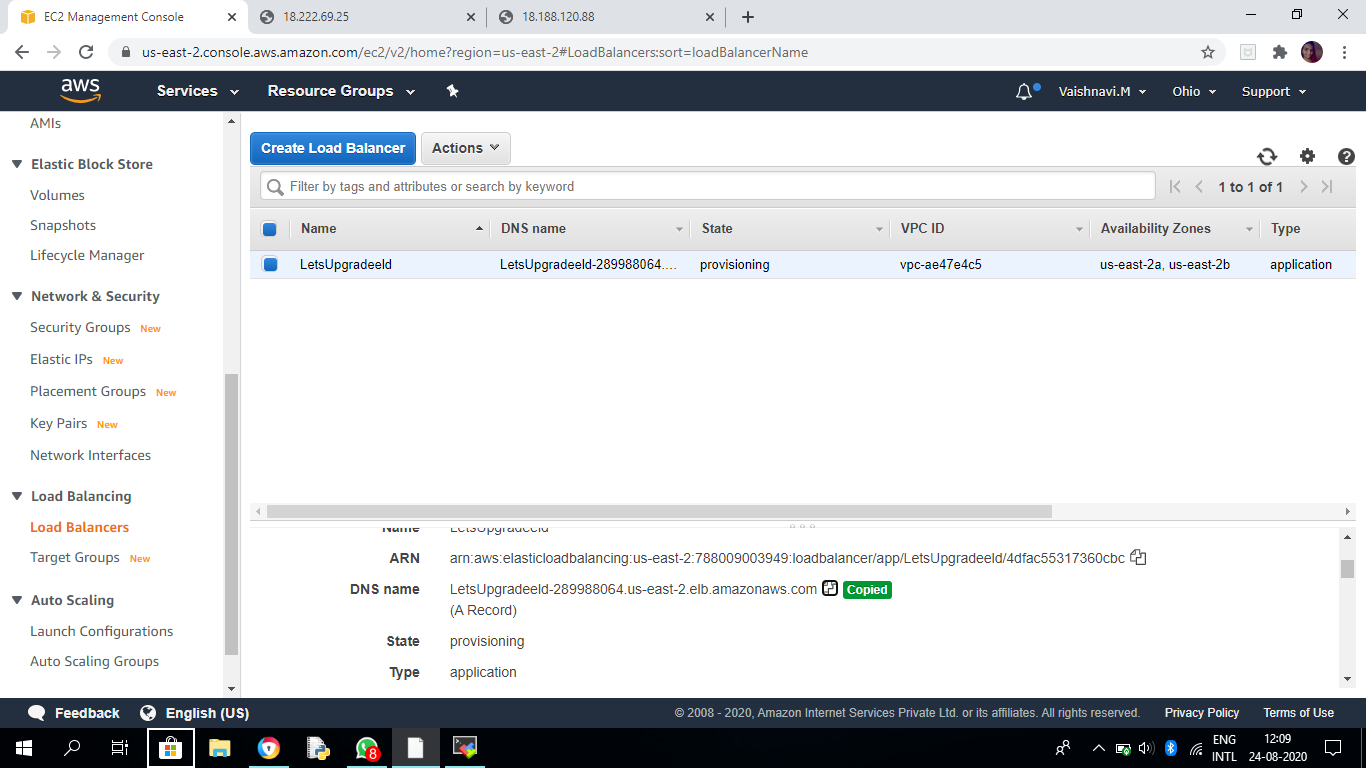 EC2 Management Console
18.222.69.25
18.188.120.88
us-east-2.console.aws.amazon.com/ec2/v2/home?region=us-east-2#LoadBalancers:sort=loadBalancerName
aws
Services
Resource Groups
Vaishnavi.M
Ohio
Support
AMIs
Elastic Block Store
Volumes
Snapshots
Lifecycle Manager
Network & Security
Security Groups New
Elastic IPs New
Placement Groups New
Key Pairs New
Network Interfaces
Load Balancing
Load Balancers
Target Groups New
Auto Scaling
Launch Configurations
Auto Scaling Groups
Create Load Balancer
Actions
Filter by tags and attributes or search by keyword
1 to 1 of 1
Name DNS name State VPC ID Availability Zones Type
LetsUpgradeeld LetsUpgradeeld-289988064.... provisioning vpc-ae47e4c5 us-east-2a, us-east-2b application
Name LetsUpgradeeld
ARN arn:aws:elasticloadbalancing:us-east-2:788009003949:loadbalancer/app/LetsUpgradeeld/4dfac55317360cbc
DNS name LetsUpgradeeld-289988064.us-east-2.elb.amazonaws.com Copied
(A Record)
State provisioning
Type application
Feedback
English (US)
© 2008 - 2020, Amazon Internet Services Private Ltd. or its affiliates. All rights reserved.
Privacy Policy
Terms of Use
8
ENG
INTL
12:09
24-08-2020